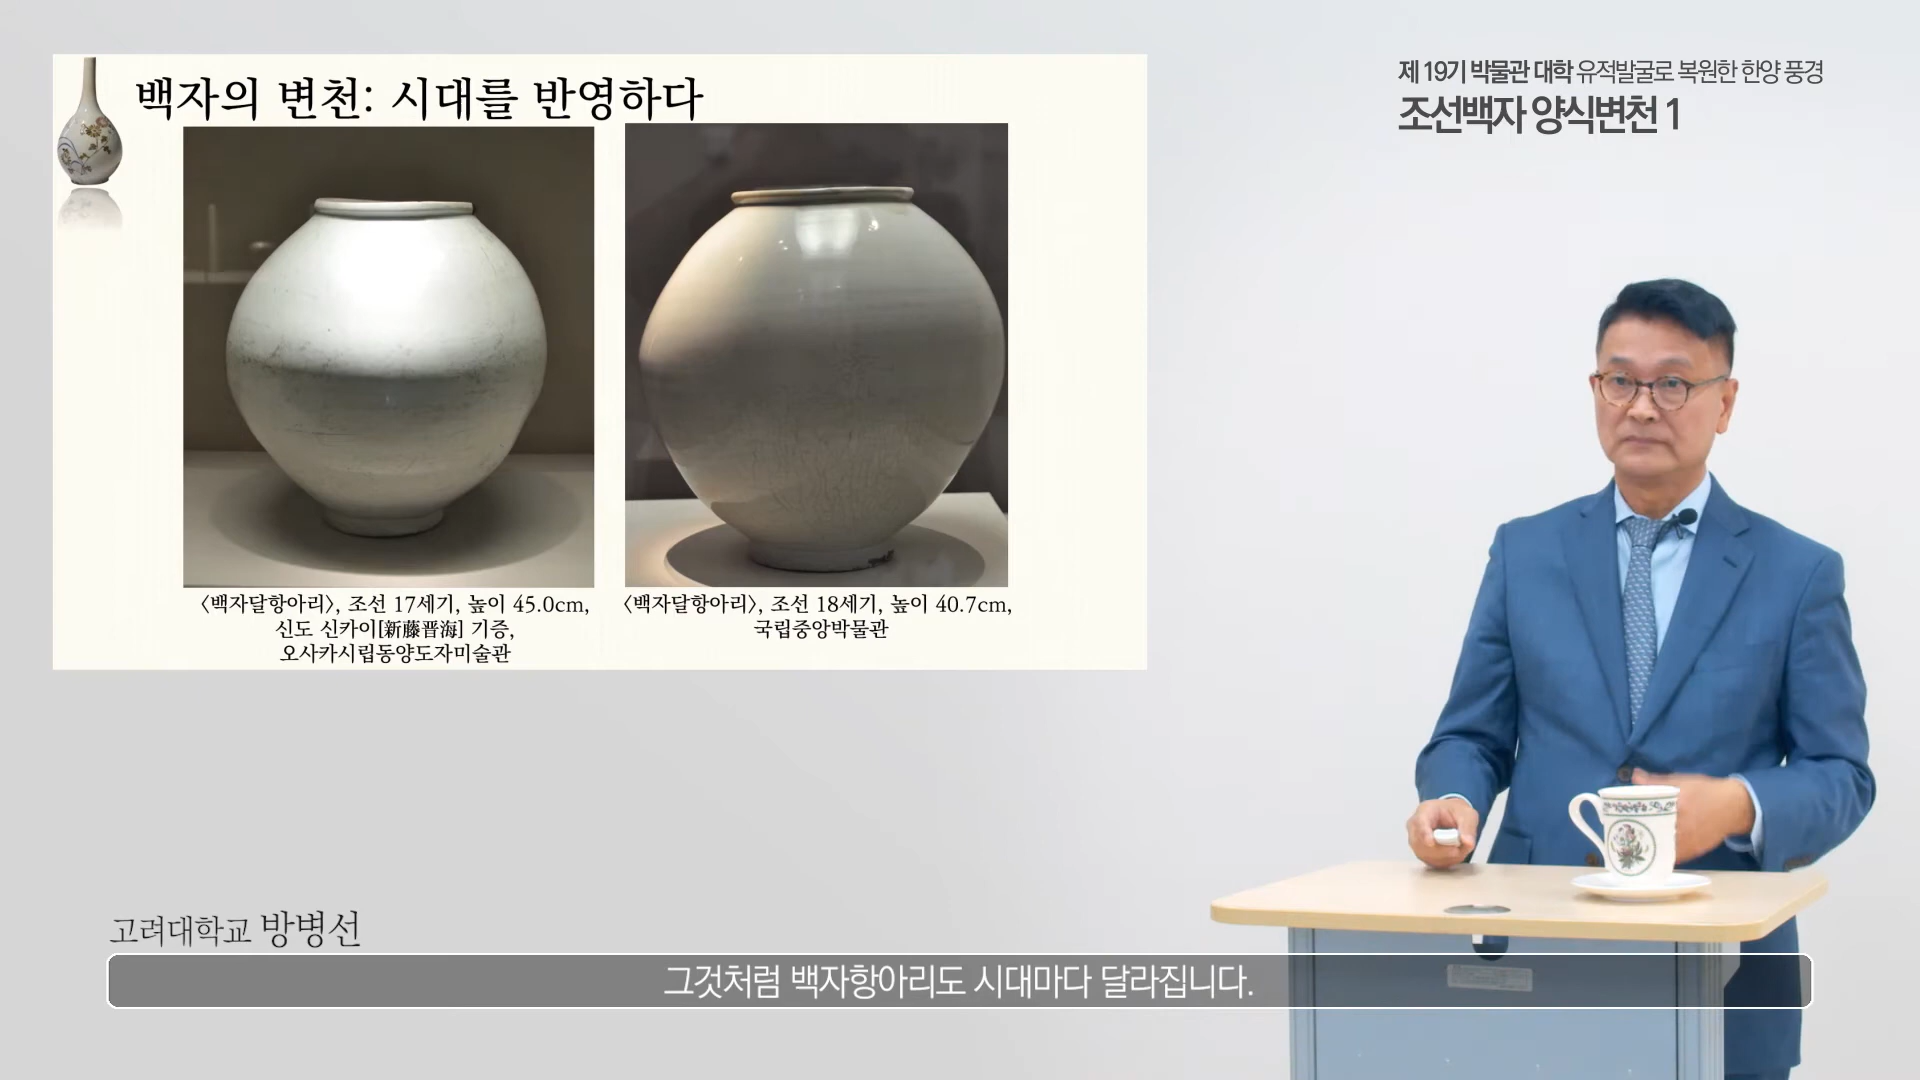 백자의 변천: 시대를 반영하다
〈백자달항아리〉, 조선 17세기, 높이 45.0cm,
신도 신카이[新藤晋海] 기증,
오사카시립동양도자미술관
〈백자달항아리〉, 조선 18세기, 높이 40.7cm,
국립중앙박물관
제 19기 박물관 대학 유적발굴로 복원한 한양 풍경
조선백자 양식변천 1
고려대학교 방병선
그것처럼 백자항아리도 시대마다 달라집니다.